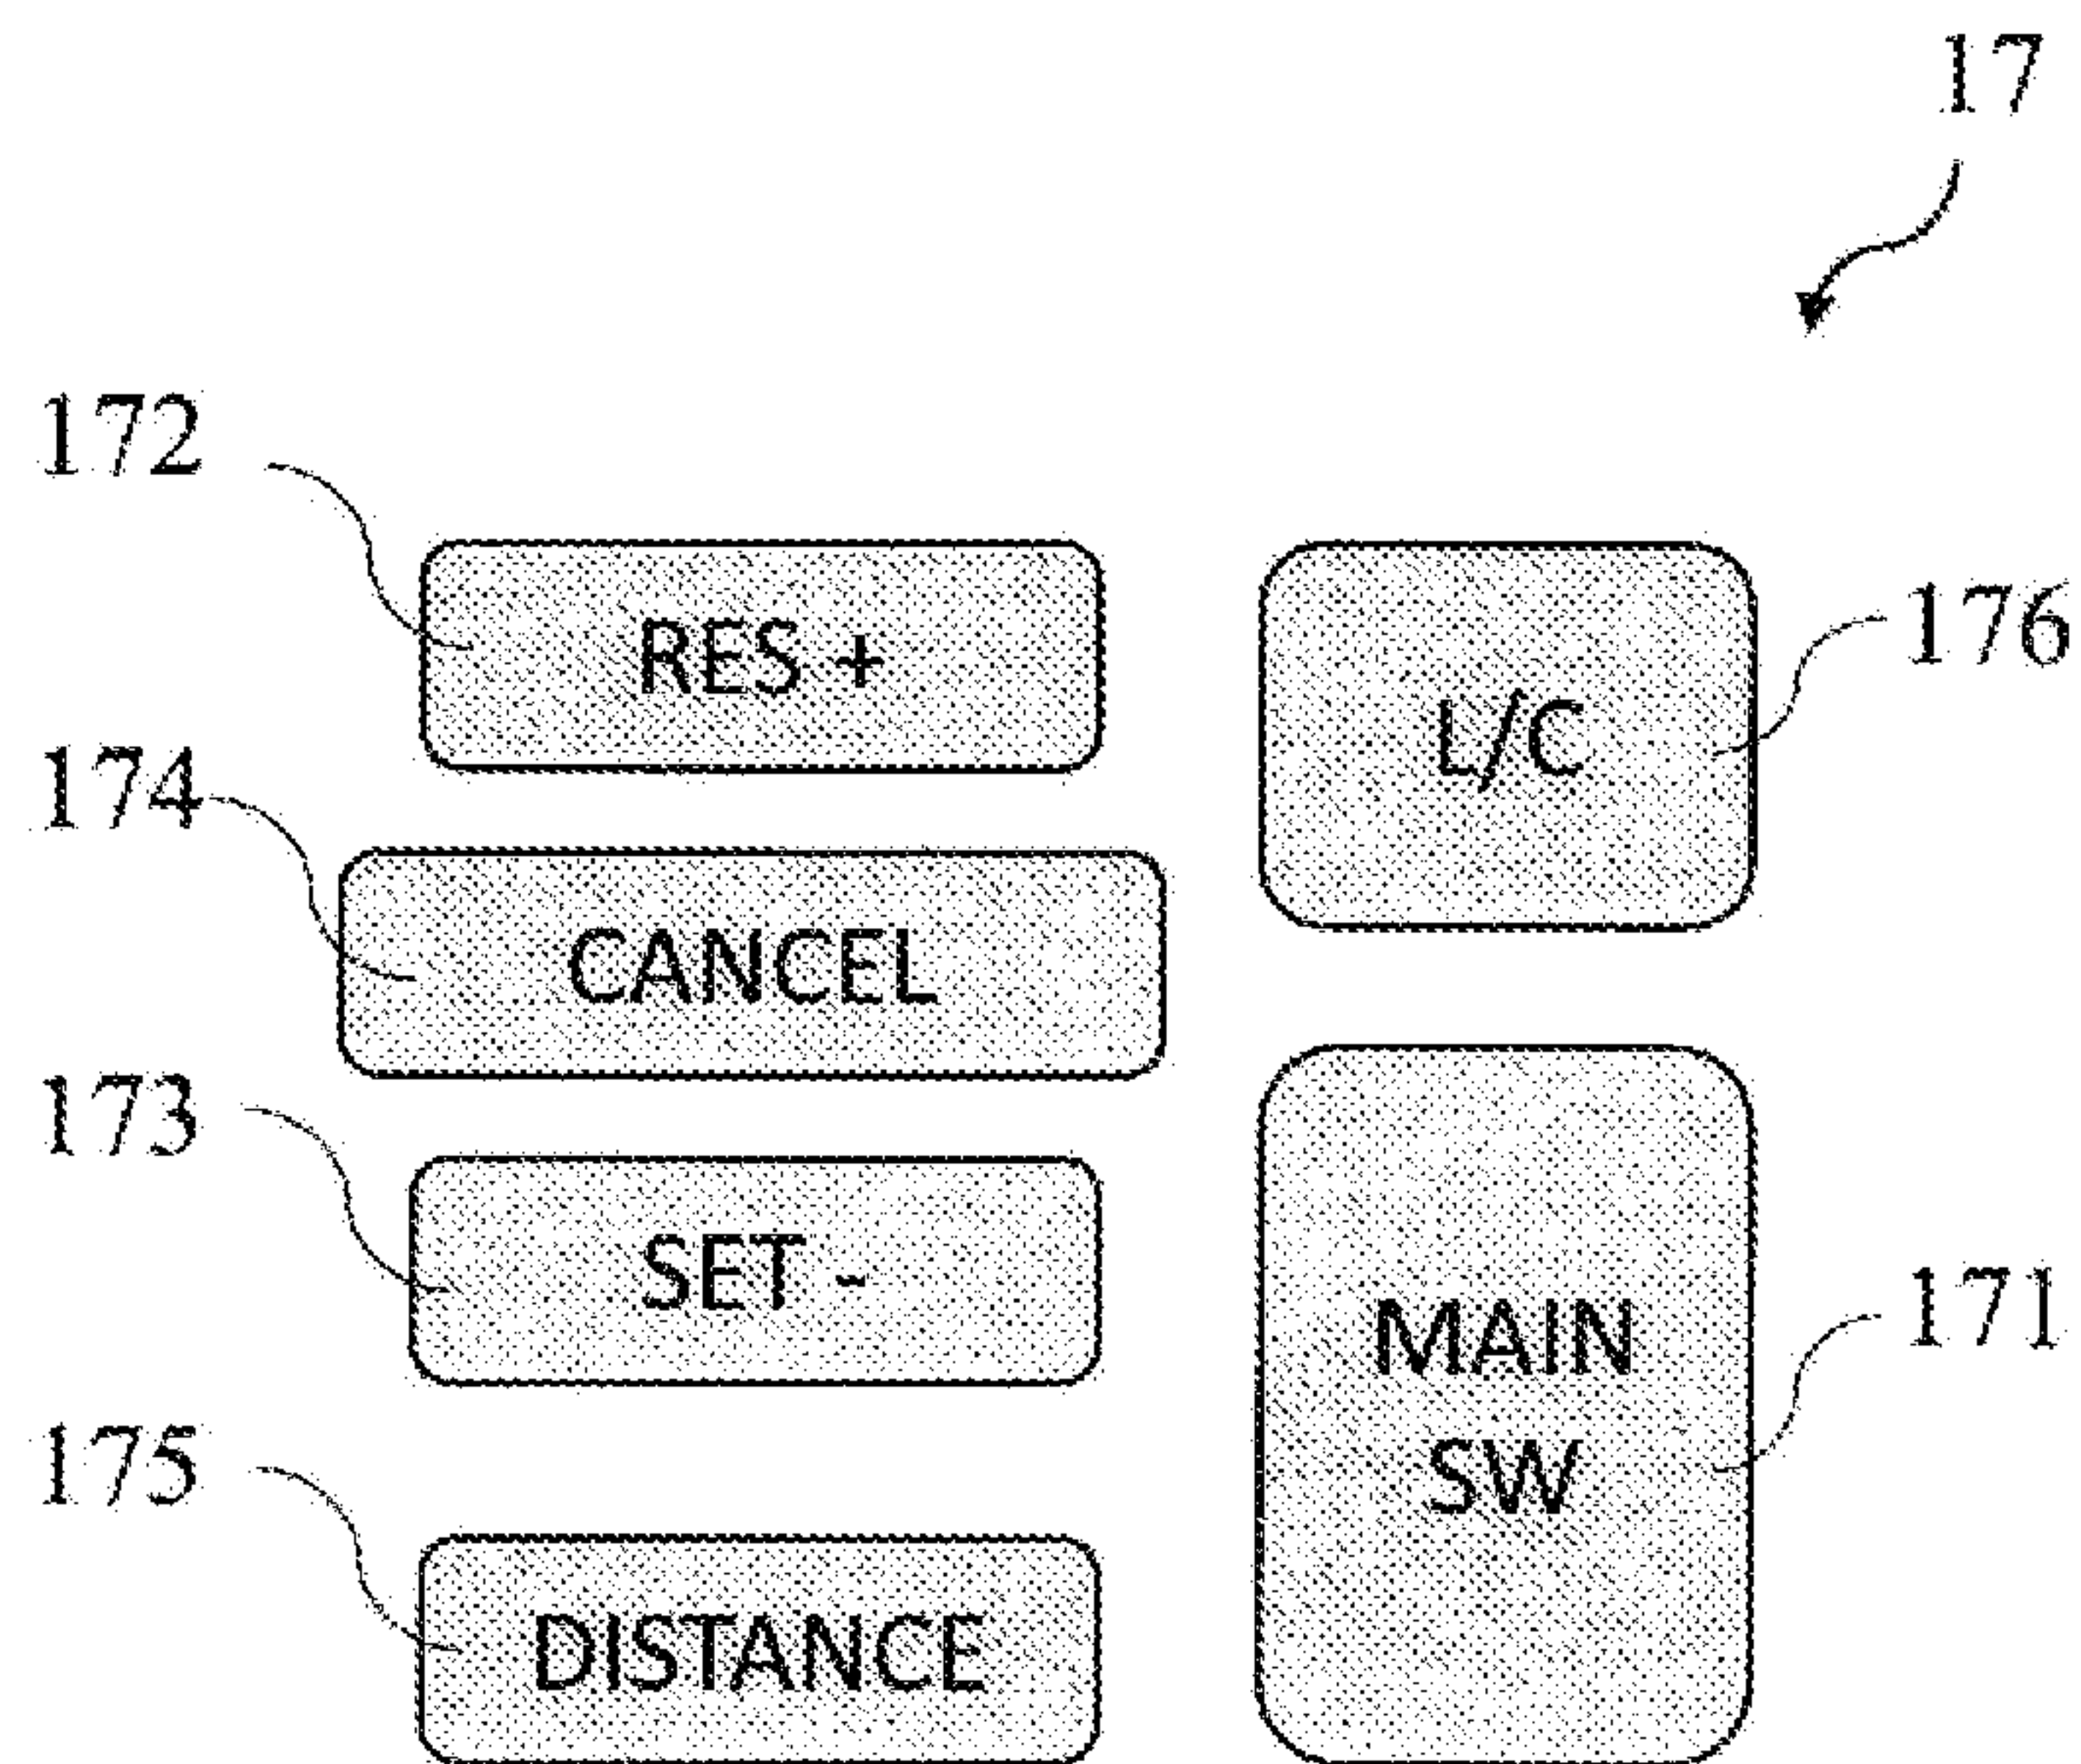 17
172
RES +
L/C
176
174
CANCEL
173
SET -
MAIN
SW
171
175
DISTANCE